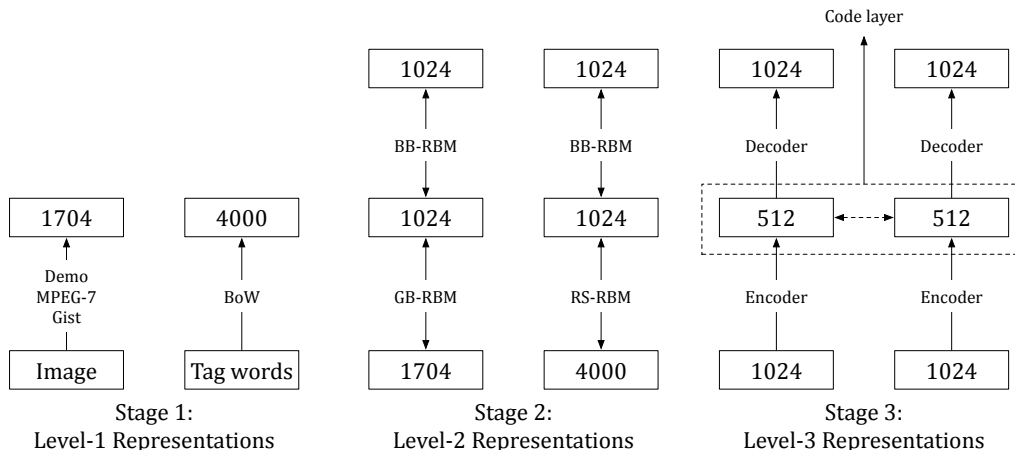 Code layer
1024
1024
1024
1024
BB-RBM
BB-RBM
Decoder
Decoder
1704
4000
1024
1024
512
512
Demo
MPEG-7
Gist
BoW
GB-RBM
RS-RBM
Encoder
Encoder
Image
Tag words
1704
4000
1024
1024
Stage 1:
Level-1 Representations
Stage 2:
Level-2 Representations
Stage 3:
Level-3 Representations